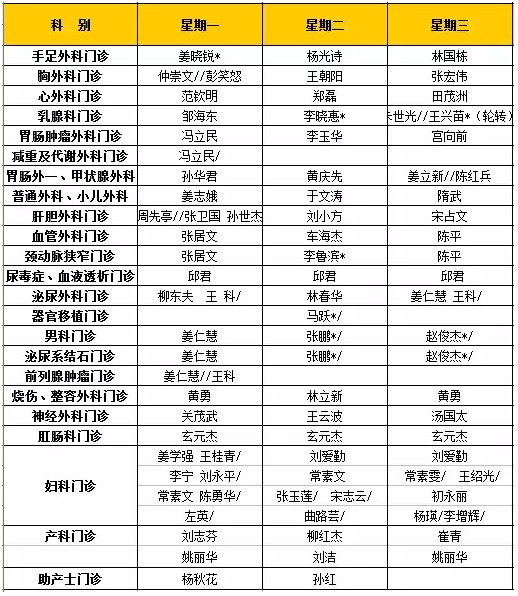 科 别 星期一 星期二 星期三
手足外科门诊 姜晓锐* 杨光诗 林国栋
胸外科门诊 仲崇文//彭笑怒 王朝阳 张宏伟
心外科门诊 范钦明 郑磊 田茂洲
乳腺科门诊 邹海东 李晓惠* 世光//王兴苗*（轮转）
胃肠肿瘤外科门诊 冯立民 李玉华 宫向前
减重及代谢外科门诊 冯立民/
胃肠外一、甲状腺外科 孙华君 黄庆先 姜立新//陈红兵
普通外科、小儿外科 姜志娥 于文涛 隋武
肝胆外科门诊 周先亭//张卫国 孙世杰 刘小方 宋占文
血管外科门诊 张居文 车海杰 陈平
颈动脉狭窄门诊 张居文 李鲁滨* 陈平
尿毒症、血液透析门诊 邱君 邱君 邱君
泌尿外科门诊 柳东夫 王 科/ 林春华 姜仁慧 王科/
器官移植门诊 马跃*/
男科门诊 姜仁慧 张鹏*/ 赵俊杰*/
泌尿系结石门诊 姜仁慧 张鹏*/ 赵俊杰*/
前列腺肿瘤门诊 姜仁慧//王科
烧伤、整容外科门诊 黄勇 林立新 黄勇
神经外科门诊 关茂武 王云波 汤国太
肛肠科门诊 玄元杰 玄元杰 玄元杰
妇科门诊 姜学强 王桂青/ 刘爱勤 刘爱勤
李宁 刘永平/ 常素文 常素雯/ 王绍光/
常素文 陈勇华/ 张玉莲/ 宋志云/ 初永丽
左英/ 曲路芸/ 杨瑛/李增辉/
产科门诊 刘志芬 柳红杰 崔青
姚丽华 刘洁 姚丽华
助产士门诊 杨秋花 孙红